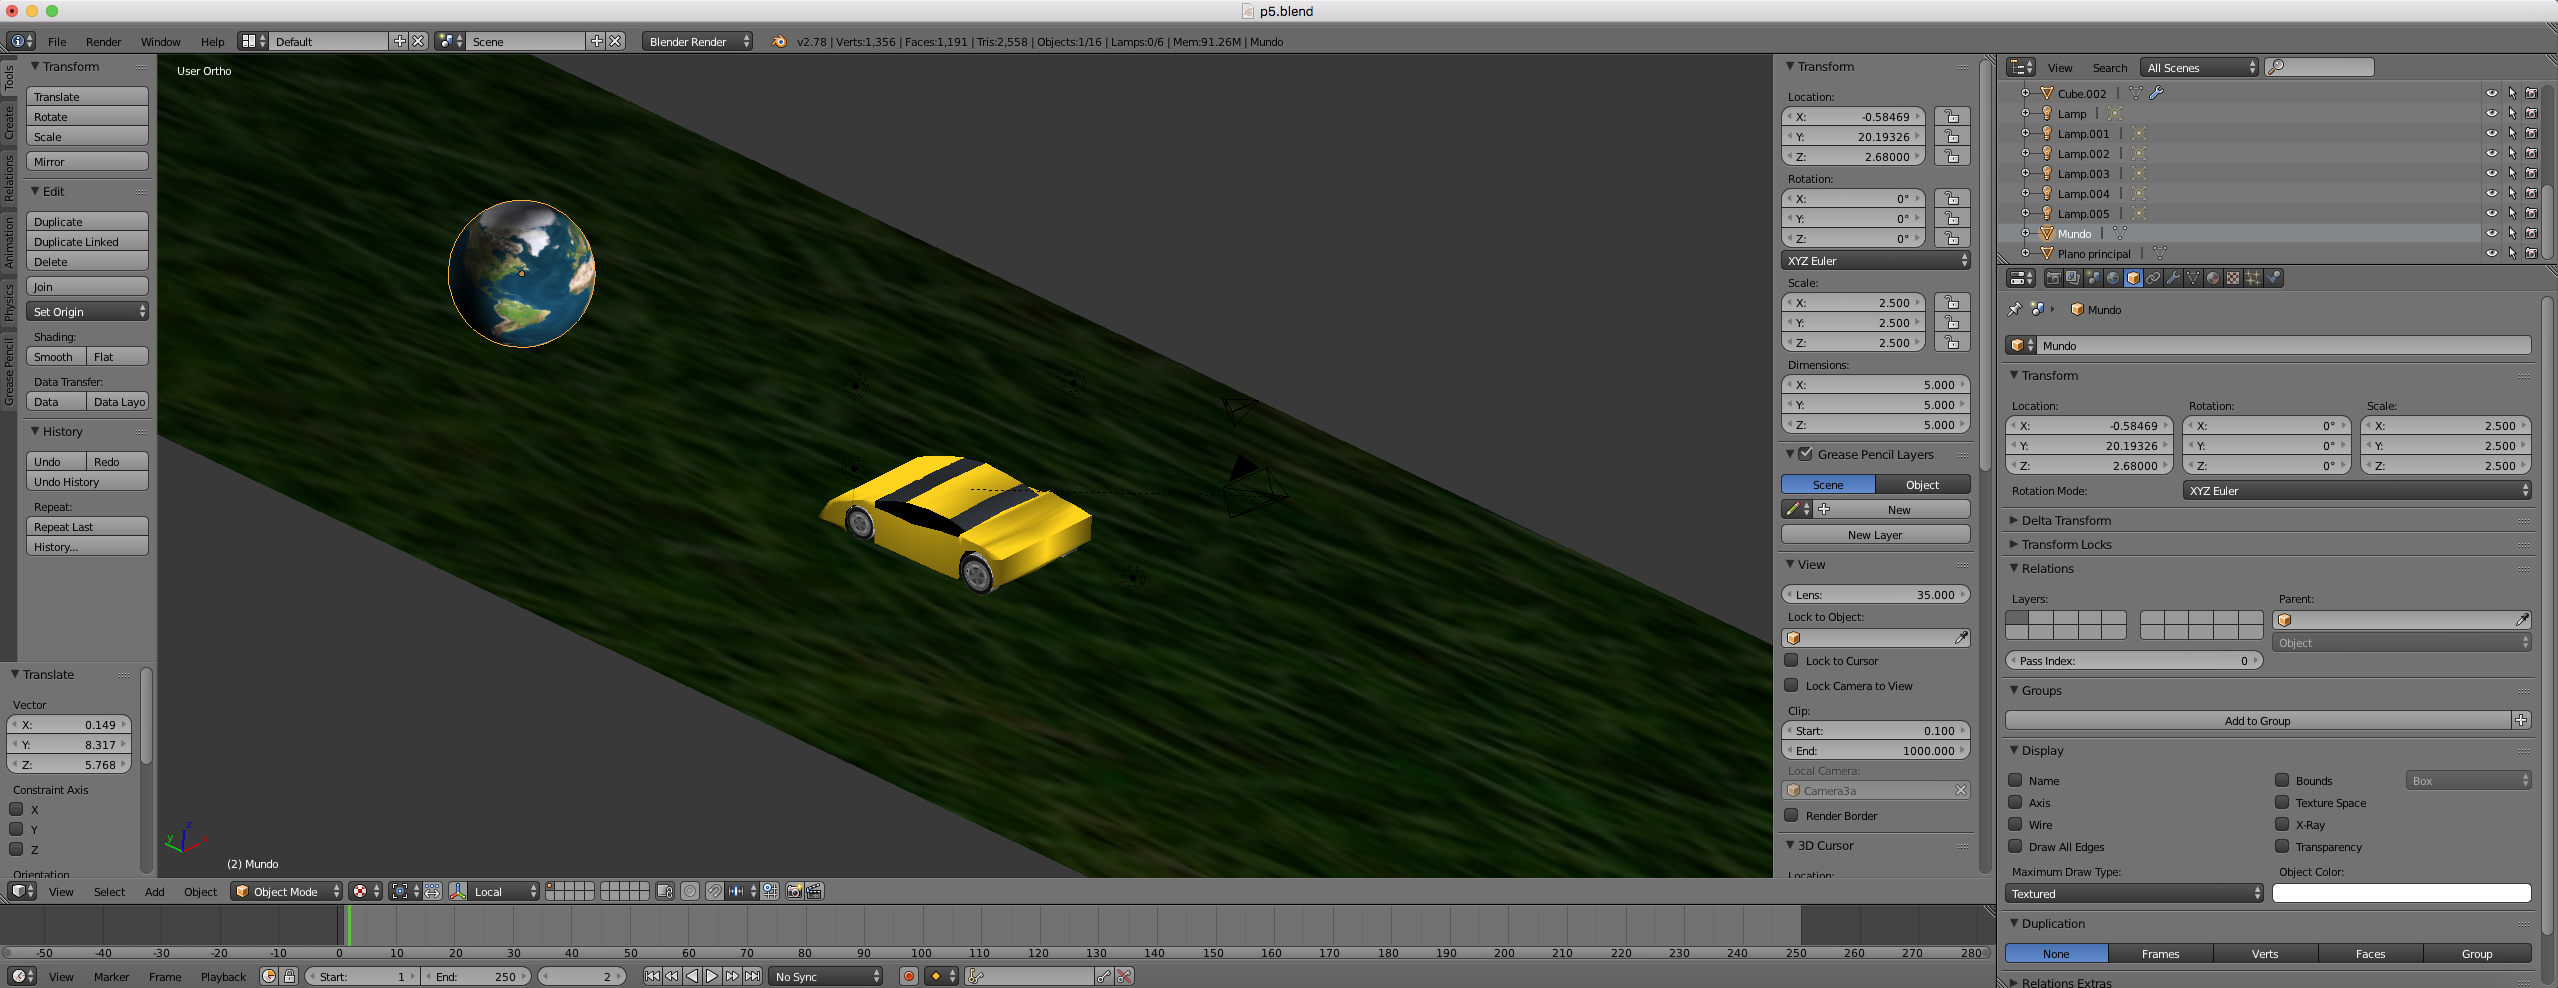 p5.blend
File Render Window Help Default Scene Blender Render v2.78 | Verts:1,356 | Faces:1,191 | Tris:2,558 | Objects:1/16 | Lamps:0/6 | Mem:91.26M | Mundo
Tools
Create
Relations
Animation
Physics
Grease Pencil
Transform
Translate
Rotate
Scale
Mirror
Edit
Duplicate
Duplicate Linked
Delete
Join
Set Origin
Shading:
Smooth Flat
Data Transfer:
Data Data Layo
History
Undo Redo
Undo History
Repeat:
Repeat Last
History...
Translate
Vector
X: 0.149
Y: 8.317
Z: 5.768
Constraint Axis
X
Y
Z
Orientation
User Ortho
z
y
x
(2) Mundo
Transform
Location:
X: -0.58469
Y: 20.19326
Z: 2.68000
Rotation:
X: 0°
Y: 0°
Z: 0°
XYZ Euler
Scale:
X: 2.500
Y: 2.500
Z: 2.500
Dimensions:
X: 5.000
Y: 5.000
Z: 5.000
Grease Pencil Layers
Scene Object
New
New Layer
View
Lens: 35.000
Lock to Object:
Lock to Cursor
Lock Camera to View
Clip:
Start: 0.100
End: 1000.000
Local Camera:
Camera3a
Render Border
3D Cursor
Location:
View Search All Scenes
Cube.002
Lamp
Lamp.001
Lamp.002
Lamp.003
Lamp.004
Lamp.005
Mundo
Plano principal
Mundo
Mundo
Transform
Location: Rotation: Scale:
X: -0.58469 X: 0° X: 2.500
Y: 20.19326 Y: 0° Y: 2.500
Z: 2.68000 Z: 0° Z: 2.500
Rotation Mode: XYZ Euler
Delta Transform
Transform Locks
Relations
Layers: Parent:
Object
Pass Index: 0
Groups
Add to Group
Display
Name Bounds Box
Axis Texture Space
Wire X-Ray
Draw All Edges Transparency
Maximum Draw Type: Object Color:
Textured
Duplication
None Frames Verts Faces Group
Relations Extras
View Select Add Object Object Mode Local
-50 -40 -30 -20 -10 0 10 20 30 40 50 60 70 80 90 100 110 120 130 140 150 160 170 180 190 200 210 220 230 240 250 260 270 280
View Marker Frame Playback Start: 1 End: 250 2 No Sync